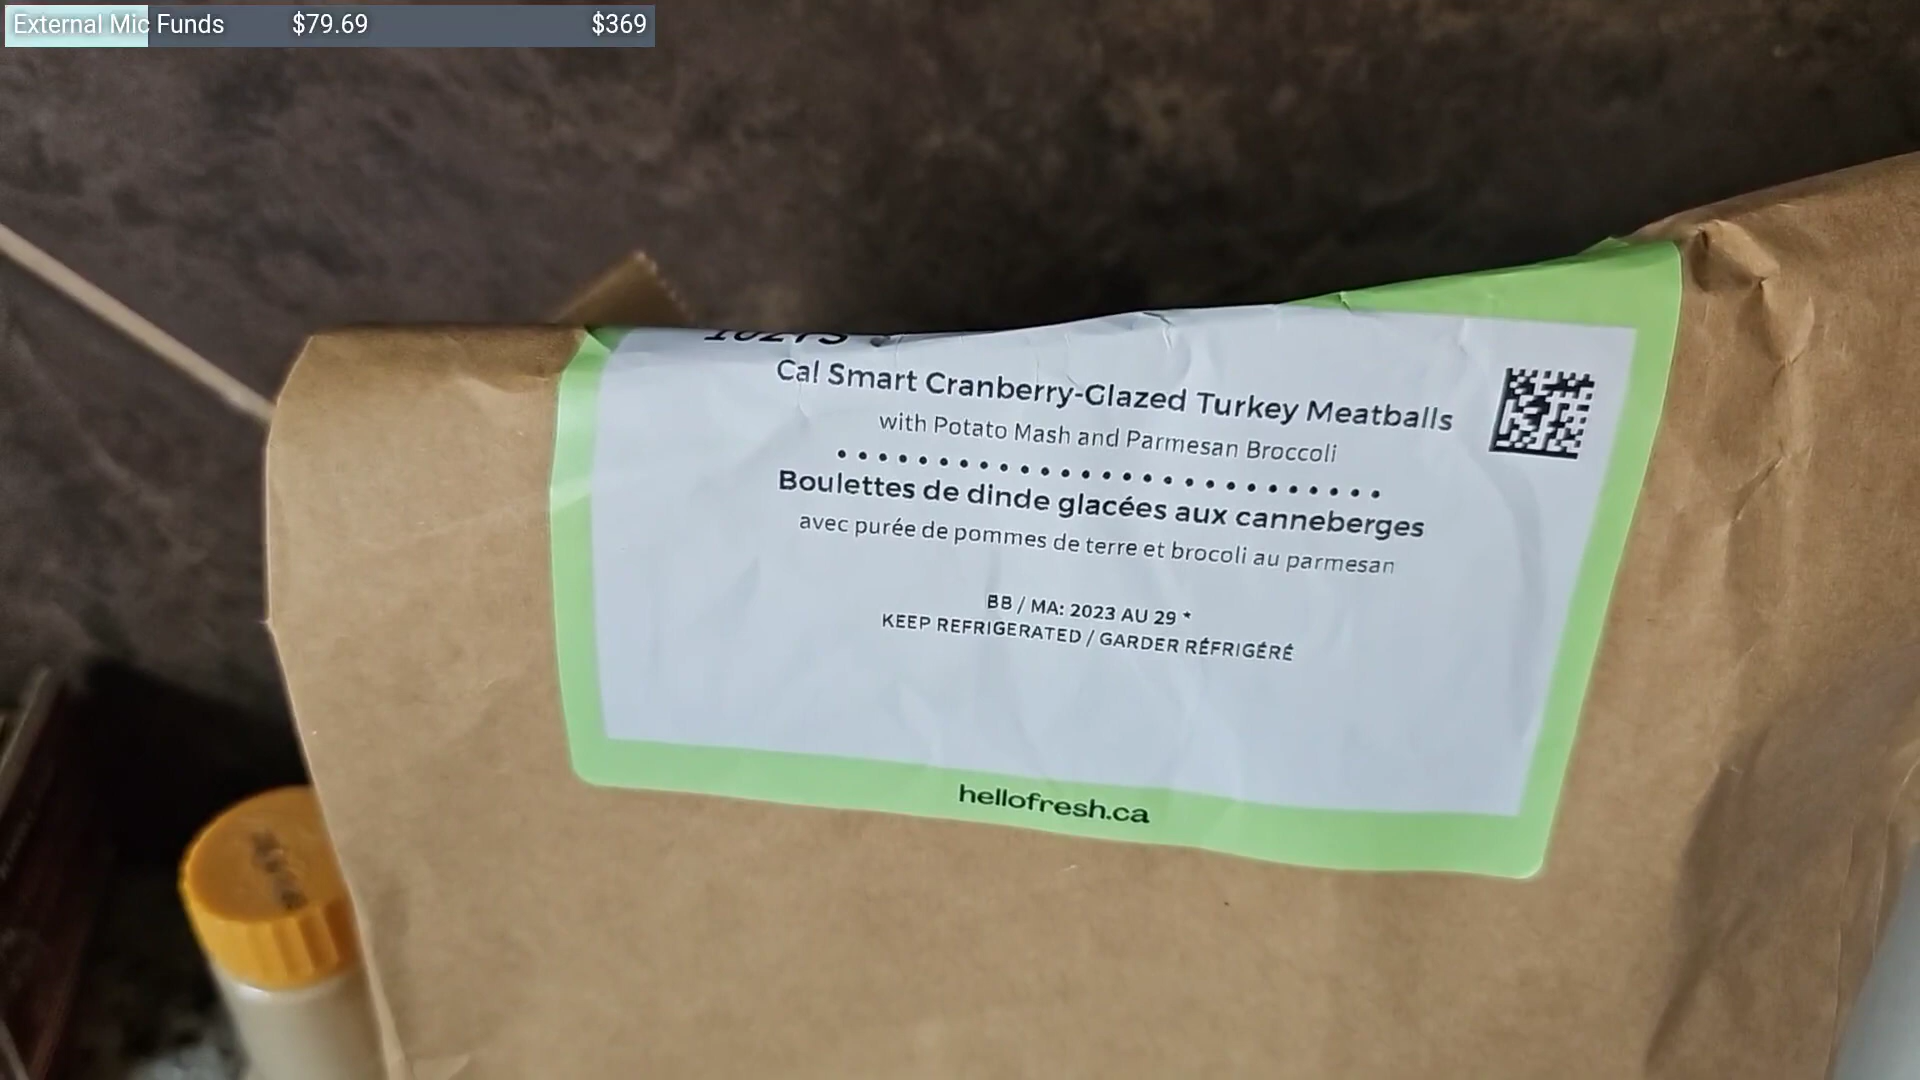 External Mic Funds $79.69 $369
Cal Smart Cranberry-Glazed Turkey Meatballs
with Potato Mash and Parmesan Broccoli
Boulettes de dinde glacées aux canneberges
avec purée de pommes de terre et brocoli au parmesan
BB / MA: 2023 AU 29 *
KEEP REFRIGERATED / GARDER RÉFRIGÉRÉ
hellofresh.ca